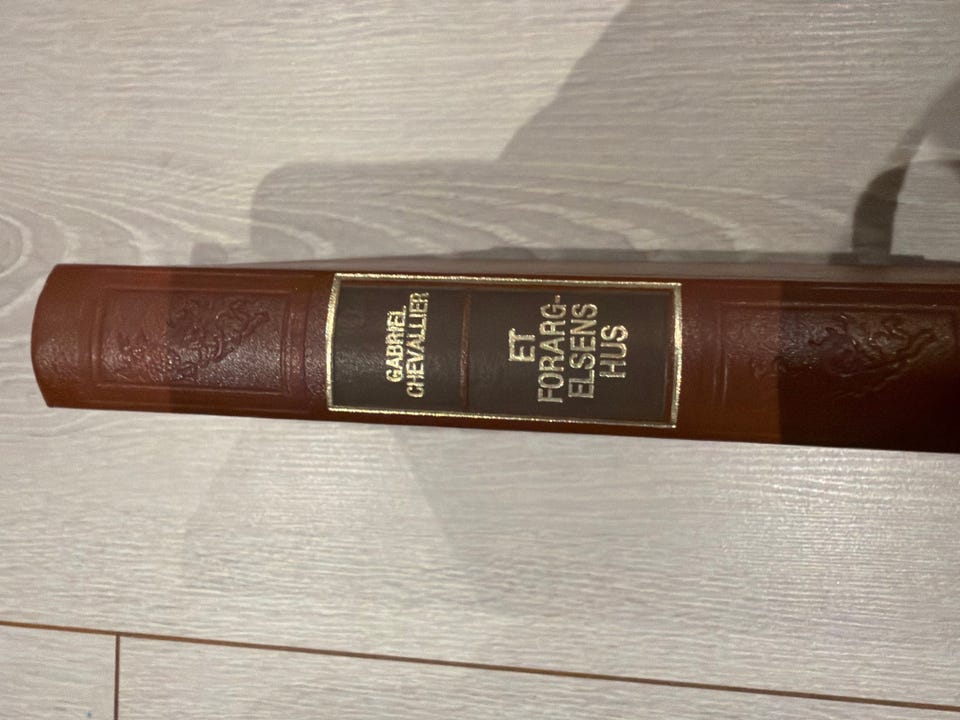 GABRIEL
CHEVALLIER
ET
FORARG-
ELSENS
HUS